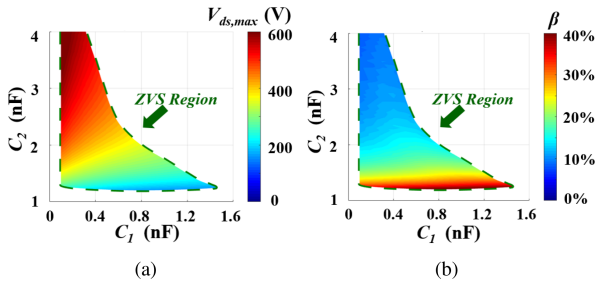 V_ds,max (V)
4
3
2
1
C_2 (nF)
ZVS Region
600
400
200
0
0
0.4
0.8
1.2
1.6
C_1 (nF)
(a)
β
4
3
2
1
C_2 (nF)
ZVS Region
40%
30%
20%
10%
0%
0
0.4
0.8
1.2
1.6
C_1 (nF)
(b)